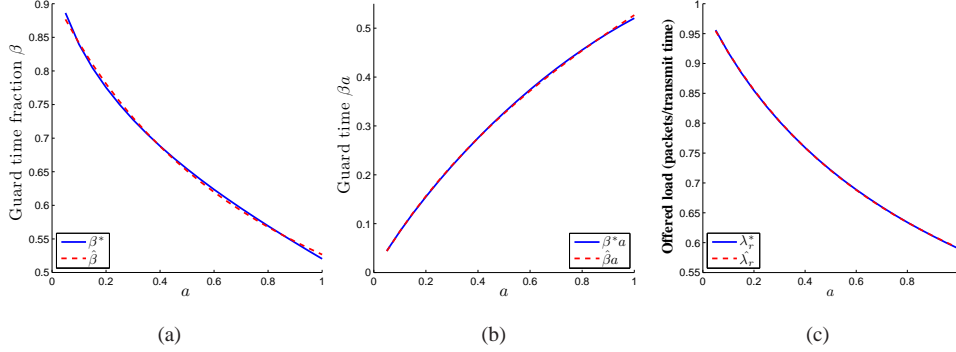 Guard time fraction β
0.9
0.85
0.8
0.75
0.7
0.65
0.6
0.55
0.5
0
0.2
0.4
0.6
0.8
1
a
β*
β̂
(a)
Guard time βa
0.5
0.4
0.3
0.2
0.1
0
0
0.2
0.4
0.6
0.8
1
a
β*a
β̂a
(b)
Offered load (packets/transmit time)
1
0.95
0.9
0.85
0.8
0.75
0.7
0.65
0.6
0.55
0
0.2
0.4
0.6
0.8
a
λ*r
λ̂r
(c)